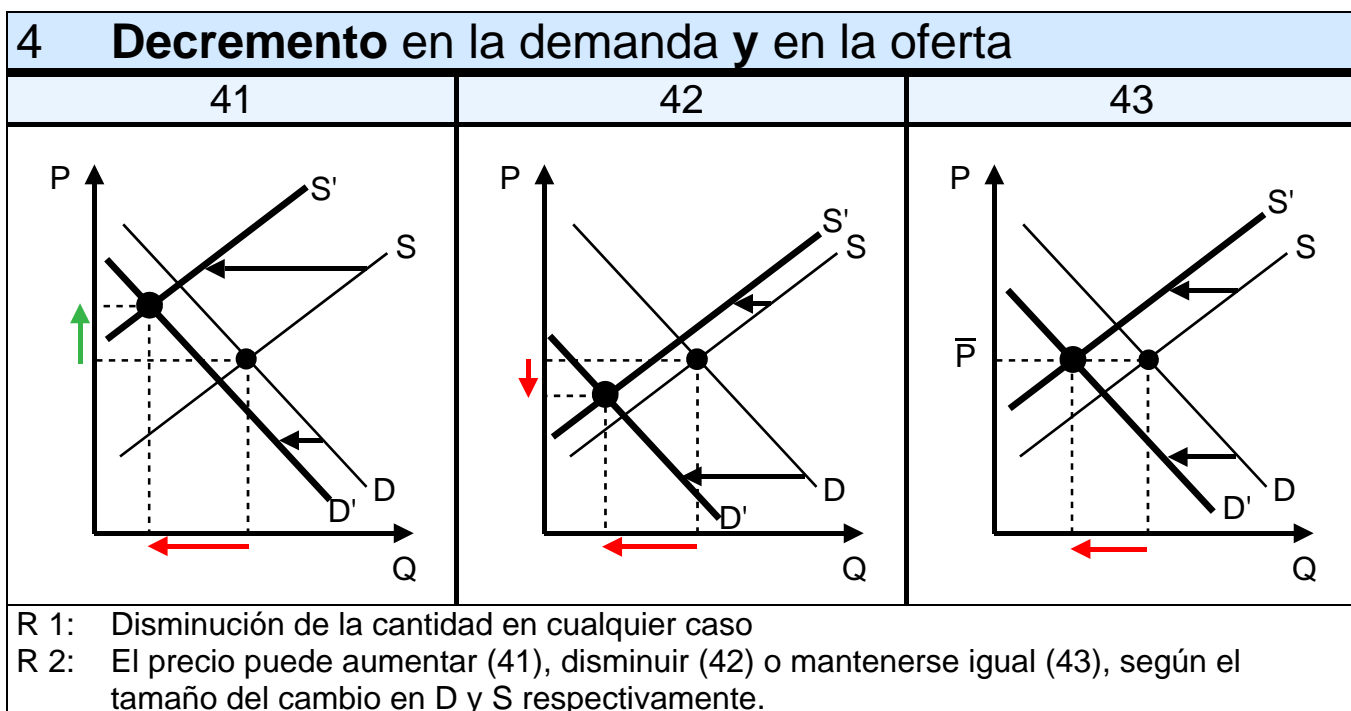 4 Decremento en la demanda y en la oferta
41 42 43
P S' S D D' Q
P S' S D D' Q
P S' S P̅ D D' Q
R 1: Disminución de la cantidad en cualquier caso
R 2: El precio puede aumentar (41), disminuir (42) o mantenerse igual (43), según el
tamaño del cambio en D y S respectivamente.